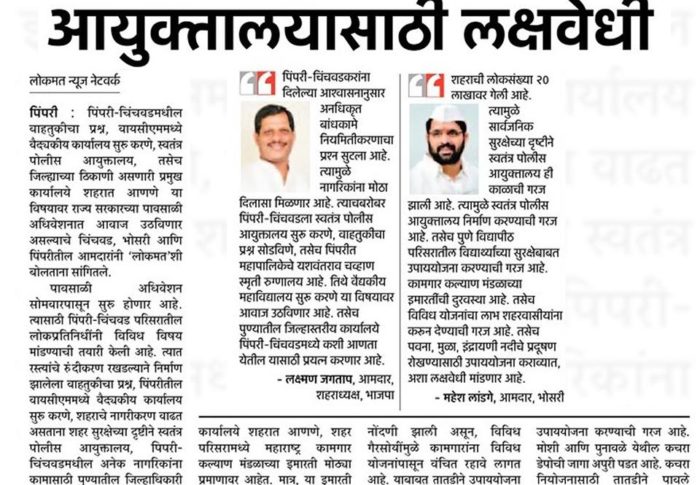 आयुक्तालयासाठी लक्षवेधी
लोकमत न्यूज नेटवर्क
पिंपरी : पिंपरी-चिंचवडमधील
वाहतुकीचा प्रश्न, वायसीएममध्ये
वैद्यकीय कार्यालय सुरु करणे, स्वतंत्र
पोलीस आयुक्तालय, तसेच
जिल्ह्याच्या ठिकाणी असणारी प्रमुख
कार्यालये शहरात आणणे या
विषयावर राज्य सरकारच्या पावसाळी
अधिवेशनात आवाज उठविणार
असल्याचे चिंचवड, भोसरी आणि
पिंपरीतील आमदारांनी 'लोकमत'शी
बोलताना सांगितले.
पावसाळी अधिवेशन
सोमवारपासून सुरु होणार आहे.
त्यासाठी पिंपरी-चिंचवड परिसरातील
लोकप्रतिनिधींनी विविध विषय
मांडण्याची तयारी केली आहे. त्यात
रस्त्यांचे रुंदीकरण रखडल्याने निर्माण
झालेला वाहतुकीचा प्रश्न, पिंपरीतील
वायसीएममध्ये वैद्यकीय कार्यालय
सुरु करणे, शहराचे नागरीकरण वाढत
असताना शहर सुरक्षेच्या दृष्टीने स्वतंत्र
पोलीस आयुक्तालय, पिंपरी-
चिंचवडमधील अनेक नागरिकांना
कामासाठी पुण्यातील जिल्हाधिकारी
पिंपरी-चिंचवडकरांना
दिलेल्या आश्वासनानुसार
अनधिकृत
बांधकामे
नियमितीकरणाचा
प्रश्न सुटला आहे.
त्यामुळे
नागरिकांना मोठा
दिलासा मिळणार आहे. त्याचबरोबर
पिंपरी-चिंचवडला स्वतंत्र पोलीस
आयुक्तालय सुरु करणे, वाहतुकीचा
प्रश्न सोडविणे, तसेच पिंपरीत
महापालिकेचे यशवंतराव चव्हाण
स्मृती रुग्णालय आहे. तिथे वैद्यकीय
महाविद्यालय सुरु करणे या विषयावर
आवाज उठविणार आहे. तसेच
पुण्यातील जिल्हास्तरीय कार्यालये
पिंपरी-चिंचवडमध्ये कशी आणता
येतील यासाठी प्रयत्न करणार आहे.
- लक्ष्मण जगताप, आमदार,
शहराध्यक्ष, भाजपा
शहराची लोकसंख्या २०
लाखावर गेली आहे.
त्यामुळे
सार्वजनिक
सुरक्षेच्या दृष्टीने
स्वतंत्र पोलीस
आयुक्तालय ही
काळाची गरज
झाली आहे. त्यामुळे स्वतंत्र पोलीस
आयुक्तालय निर्माण करण्याची गरज
आहे. तसेच पुणे विद्यापीठ
परिसरातील विद्यार्थ्यांच्या सुरक्षेबाबत
उपाययोजना करण्याची गरज आहे.
कामगार कल्याण मंडळाच्या
इमारतींची दुरवस्था आहे. तसेच
विविध योजनांचा लाभ शहरवासीयांना
करुन देण्याची गरज आहे. तसेच
पवना, मुळा, इंद्रायणी नदीचे प्रदूषण
रोखण्यासाठी उपाययोजना कराव्यात,
अशा लक्षवेधी मांडणार आहे.
- महेश लांडगे, आमदार, भोसरी
कार्यालये शहरात आणणे, शहर
परिसरामध्ये महाराष्ट्र कामगार
कल्याण मंडळाच्या इमारती मोठ्या
प्रमाणावर आहेत. मात्र, या इमारती
नोंदणी झाली असून, विविध
गैरसोयींमुळे कामगारांना विविध
योजनांपासून वंचित रहावे लागत
आहे. याबाबत तातडीने उपाययोजना
उपाययोजना करण्याची गरज आहे.
मोशी आणि पुनावळे येथील कचरा
डेपोची जागा अपुरी पडत आहे. कचरा
नियोजनासाठी तातडीने पावले